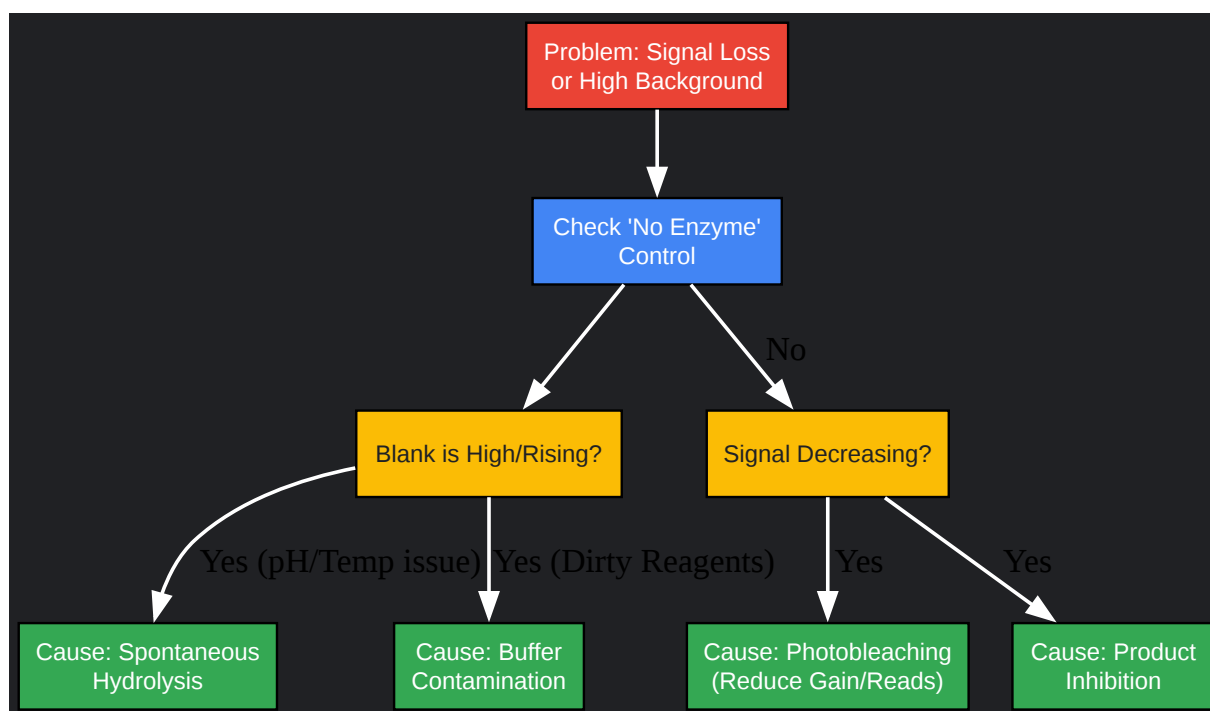 Problem: Signal Loss
or High Background
Check 'No Enzyme'
Control
No
Blank is High/Rising?
Signal Decreasing?
Yes (pH/Temp issue)
Yes (Dirty Reagents)
Yes
Yes
Cause: Spontaneous
Hydrolysis
Cause: Buffer
Contamination
Cause: Photobleaching
(Reduce Gain/Reads)
Cause: Product
Inhibition